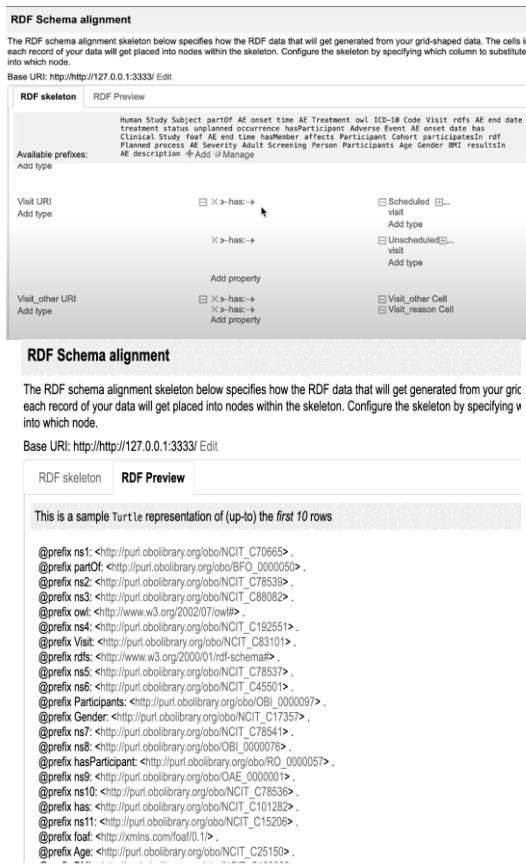 RDF Schema alignment
The RDF schema alignment skeleton below specifies how the RDF data that will get generated from your grid-shaped data. The cells i
each record of your data will get placed into nodes within the skeleton. Configure the skeleton by specifying which column to substitute
into which node.
Base URI: http://http://127.0.0.1:3333/ Edit
RDF skeleton RDF Preview
Human Study Subject partOf AE onset time AE Treatment owl ICD-10 Code Visit rdfs AE end date
treatment status unplanned occurrence hasParticipant Adverse Event AE onset date has
Clinical Study foaf AE end time hasMember affects Participant Cohort participatesIn rdf
Planned process AE Severity Adult Screening Person Participants Age Gender BMI resultsIn
Available prefixes: AE description Add Manage
Add type
Visit URI has: Scheduled ...
Add type visit
Add type
has: Unscheduled ...
visit
Add type
Add property
Visit_other URI has: Visit_other Cell
Add type has: Visit_reason Cell
Add property
RDF Schema alignment
The RDF schema alignment skeleton below specifies how the RDF data that will get generated from your gri
each record of your data will get placed into nodes within the skeleton. Configure the skeleton by specifying w
into which node.
Base URI: http://http://127.0.0.1:3333/ Edit
RDF skeleton RDF Preview
This is a sample Turtle representation of (up-to) the first 10 rows
@prefix ns1: <http://purl.obolibrary.org/obo/NCIT_C70665> .
@prefix partOf: <http://purl.obolibrary.org/obo/BFO_0000050> .
@prefix ns2: <http://purl.obolibrary.org/obo/NCIT_C78539> .
@prefix ns3: <http://purl.obolibrary.org/obo/NCIT_C88082> .
@prefix owl: <http://www.w3.org/2002/07/owl#> .
@prefix ns4: <http://purl.obolibrary.org/obo/NCIT_C192551> .
@prefix Visit: <http://purl.obolibrary.org/obo/NCIT_C83101> .
@prefix rdfs: <http://www.w3.org/2000/01/rdf-schema#> .
@prefix ns5: <http://purl.obolibrary.org/obo/NCIT_C78537> .
@prefix ns6: <http://purl.obolibrary.org/obo/NCIT_C45501> .
@prefix Participants: <http://purl.obolibrary.org/obo/OBI_0000097> .
@prefix Gender: <http://purl.obolibrary.org/obo/NCIT_C17357> .
@prefix ns7: <http://purl.obolibrary.org/obo/NCIT_C78541> .
@prefix ns8: <http://purl.obolibrary.org/obo/OBI_0000076> .
@prefix hasParticipant: <http://purl.obolibrary.org/obo/RO_0000057> .
@prefix ns9: <http://purl.obolibrary.org/obo/OAE_0000001> .
@prefix ns10: <http://purl.obolibrary.org/obo/NCIT_C78536> .
@prefix has: <http://purl.obolibrary.org/obo/NCIT_C101282> .
@prefix ns11: <http://purl.obolibrary.org/obo/NCIT_C15206> .
@prefix foaf: <http://xmlns.com/foaf/0.1/> .
@prefix Age: <http://purl.obolibrary.org/obo/NCIT_C25150> .